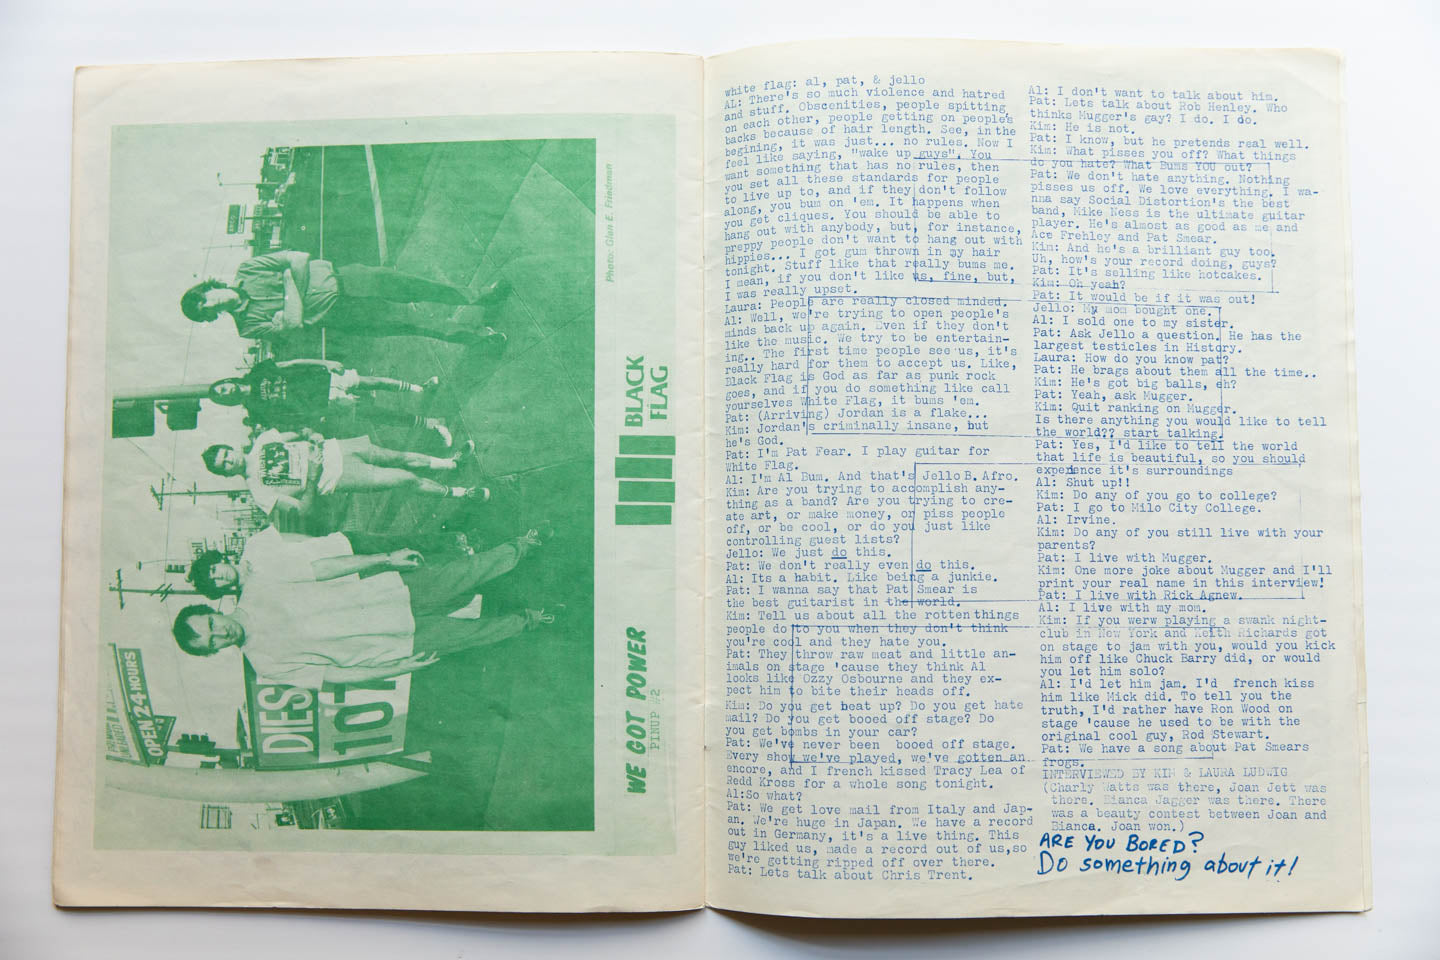 Photo: Glen E. Friedman
BLACK
FLAG
WE GOT POWER
PINUP #2
OPEN 24 HOURS
DIES
107
white flag: al, pat, & jello
AL: There's so much violence and hatred
and stuff. Obscenities, people spitting
on each other, people getting on people's
backs because of hair length. See, in the
begining, it was just... no rules. Now I
feel like saying, "wake up guys". You
want something that has no rules, then
you set all these standards for people
to live up to, and if they don't follow
along, you bum on 'em. It happens when
you get cliques. You should be able to
hang out with anybody, but, for instance,
preppy people don't want to hang out with
hippies... I got gum thrown in my hair
tonight. Stuff like that really bums me.
I mean, if you don't like us, fine, but,
I was really upset.
Laura: People are really closed minded.
Al: Well, we're trying to open people's
minds back up again. Even if they don't
like the music. We try to be entertain-
ing.. The first time people see us, it's
really hard for them to accept us. Like,
Black Flag is God as far as punk rock
goes, and if you do something like call
yourselves White Flag, it bums 'em.
Pat: (Arriving) Jordan is a flake...
Kim: Jordan's criminally insane, but
he's God.
Pat: I'm Pat Fear. I play guitar for
White Flag.
Al: I'm Al Bum. And that's Jello B. Afro.
Kim: Are you trying to accomplish any-
thing as a band? Are you trying to cre-
ate art, or make money, or piss people
off, or be cool, or do you just like
controlling guest lists?
Jello: We just do this.
Pat: We don't really even do this.
Al: Its a habit. Like being a junkie.
Pat: I wanna say that Pat Smear is
the best guitarist in the world.
Kim: Tell us about all the rotten things
people do to you when they don't think
you're cool and they hate you.
Pat: They throw raw meat and little an-
imals on stage 'cause they think Al
looks like Ozzy Osbourne and they ex-
pect him to bite their heads off.
Kim: Do you get beat up? Do you get hate
mail? Do you get booed off stage? Do
you get bombs in your car?
Pat: We've never been booed off stage.
Every show we've played, we've gotten an
encore, and I french kissed Tracy Lea of
Redd Kross for a whole song tonight.
Al:So what?
Pat: We get love mail from Italy and Jap-
an. We're huge in Japan. We have a record
out in Germany, it's a live thing. This
guy liked us, made a record out of us,so
we're getting ripped off over there.
Pat: Lets talk about Chris Trent.
Al: I don't want to talk about him.
Pat: Lets talk about Rob Henley. Who
thinks Mugger's gay? I do. I do.
Kim: He is not.
Pat: I know, but he pretends real well.
Kim: What pisses you off? What things
do you hate? What Bums YOU out?
Pat: We don't hate anything. Nothing
pisses us off. We love everything. I wa-
nna say Social Distortion's the best
band, Mike Ness is the ultimate guitar
player. He's almost as good as me and
Ace Frehley and Pat Smear.
Kim: And he's a brilliant guy too.
Uh, how's your record doing, guys?
Pat: It's selling like hotcakes.
Kim: Oh yeah?
Pat: It would be if it was out!
Jello: My mom bought one.
Al: I sold one to my sister.
Pat: Ask Jello a question. He has the
largest testicles in History.
Laura: How do you know pat?
Pat: He brags about them all the time..
Kim: He's got big balls, eh?
Pat: Yeah, ask Mugger.
Kim: Quit ranking on Mugger.
Is there anything you would like to tell
the world?? start talking.
Pat: Yes, I'd like to tell the world
that life is beautiful, so you should
experience it's surroundings
Al: Shut up!!
Kim: Do any of you go to college?
Pat: I go to Milo City College.
Al: Irvine.
Kim: Do any of you still live with your
parents?
Pat: I live with Mugger.
Kim: One more joke about Mugger and I'll
print your real name in this interview!
Pat: I live with Rick Agnew.
Al: I live with my mom.
Kim: If you werw playing a swank night-
club in New York and Keith Richards got
on stage to jam with you, would you kick
him off like Chuck Barry did, or would
you let him solo?
Al: I'd let him jam. I'd french kiss
him like Mick did. To tell you the
truth, I'd rather have Ron Wood on
stage 'cause he used to be with the
original cool guy, Rod Stewart.
Pat: We have a song about Pat Smears
frogs.
INTERVIEWED BY KIM & LAURA LUDWIG
(Charly Watts was there, Joan Jett was
there. Bianca Jagger was there. There
was a beauty contest between Joan and
Bianca. Joan won.)
ARE YOU BORED?
Do something about it!